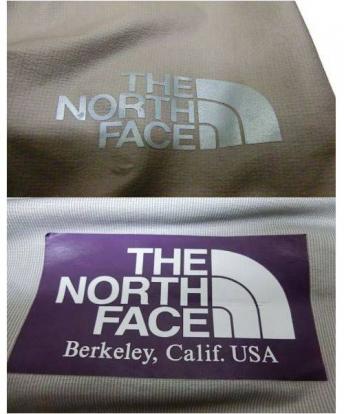 THE
NORTH
FACE
THE
NORTH
FACE
Berkeley, Calif. USA